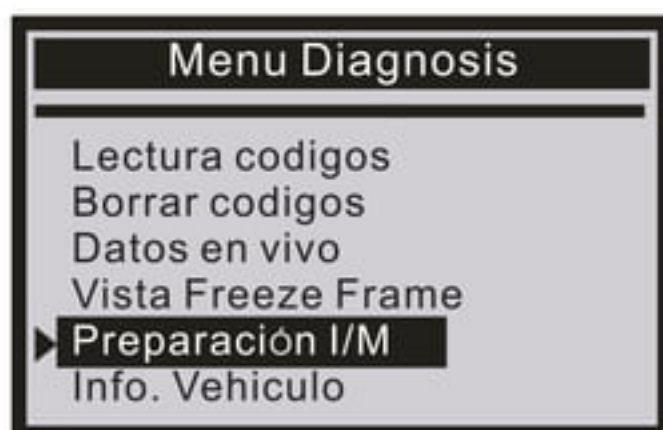 Menu Diagnosis
Lectura codigos
Borrar codigos
Datos en vivo
Vista Freeze Frame
Preparación I/M
Info. Vehiculo